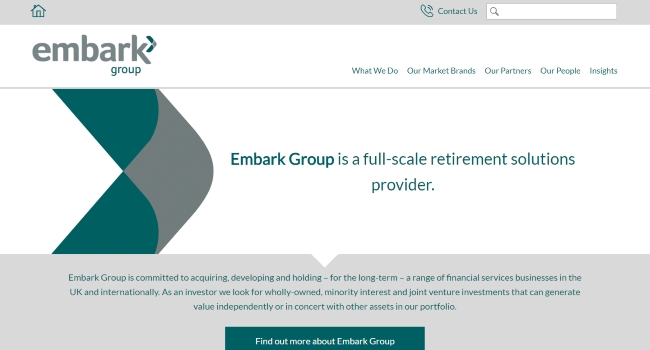 Contact Us
embark
group
What We Do Our Market Brands Our Partners Our People Insights
Embark Group is a full-scale retirement solutions
provider.
Embark Group is committed to acquiring, developing and holding – for the long-term – a range of financial services businesses in the
UK and internationally. As an investor we look for wholly-owned, minority interest and joint venture investments that can generate
value independently or in concert with other assets in our portfolio.
Find out more about Embark Group